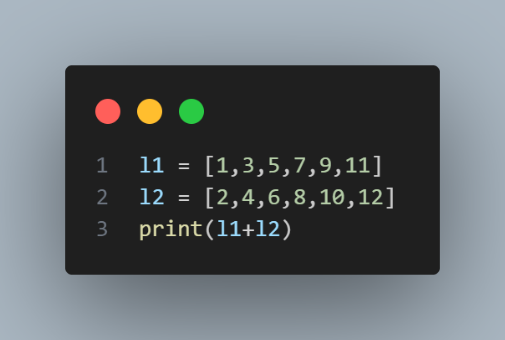 1 l1 = [1,3,5,7,9,11]
2 l2 = [2,4,6,8,10,12]
3 print(l1+l2)